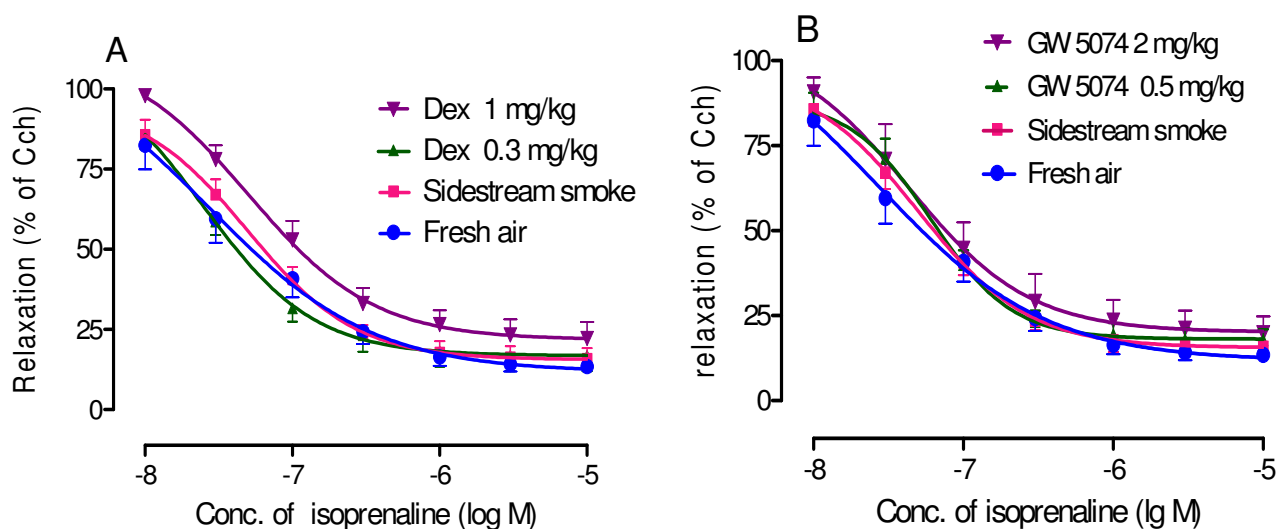 A
Relaxation (% of Cch)
100
75
50
25
0
Dex 1 mg/kg
Dex 0.3 mg/kg
Sidestream smoke
Fresh air
-8
-7
-6
-5
Conc. of isoprenaline (log M)
B
relaxation (% of Cch)
100
75
50
25
0
GW 5074 2 mg/kg
GW 5074 0.5 mg/kg
Sidestream smoke
Fresh air
-8
-7
-6
-5
Conc. of isoprenaline (lg M)